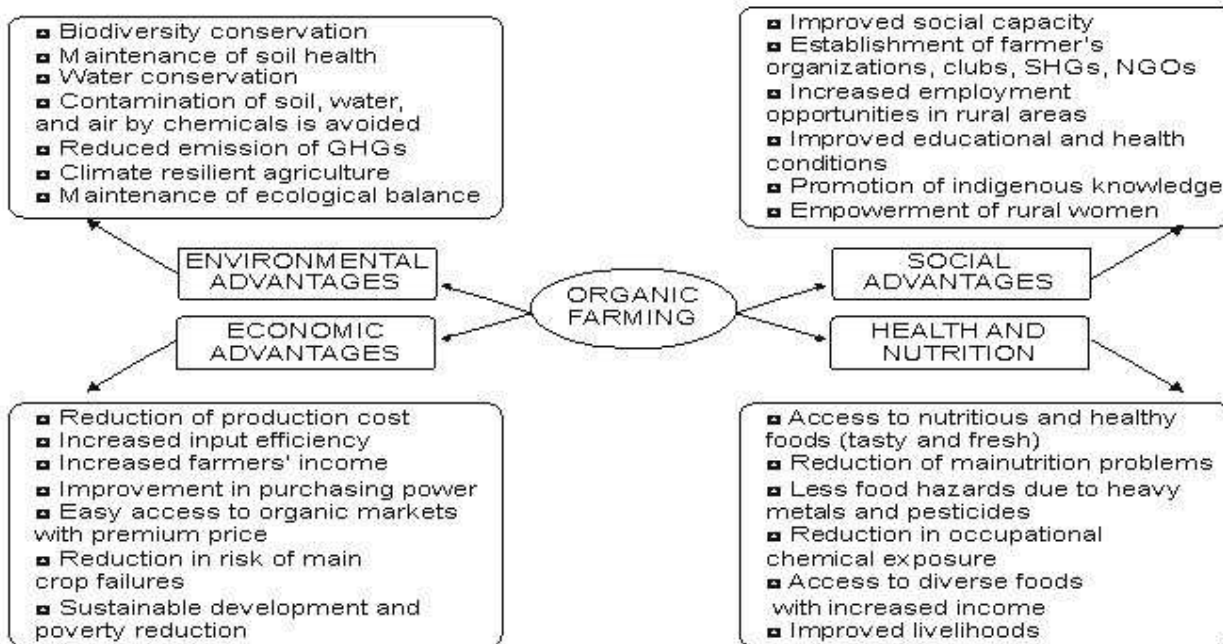 ◘ Biodiversity conservation
◘ Maintenance of soil health
◘ Water conservation
◘ Contamination of soil, water,
and air by chemicals is avoided
◘ Reduced emission of GHGs
◘ Climate resilient agriculture
◘ Maintenance of ecological balance
◘ Improved social capacity
◘ Establishment of farmer's
organizations, clubs, SHGs, NGOs
◘ Increased employment
opportunities in rural areas
◘ Improved educational and health
conditions
◘ Promotion of indigenous knowledge
◘ Empowerment of rural women
ENVIRONMENTAL
ADVANTAGES
ORGANIC
FARMING
SOCIAL
ADVANTAGES
ECONOMIC
ADVANTAGES
HEALTH AND
NUTRITION
◘ Reduction of production cost
◘ Increased input efficiency
◘ Increased farmers' income
◘ Improvement in purchasing power
◘ Easy access to organic markets
with premium price
◘ Reduction in risk of main
crop failures
◘ Sustainable development and
poverty reduction
◘ Access to nutritious and healthy
foods (tasty and fresh)
◘ Reduction of mainutrition problems
◘ Less food hazards due to heavy
metals and pesticides
◘ Reduction in occupational
chemical exposure
◘ Access to diverse foods
with increased income
◘ Improved livelihoods